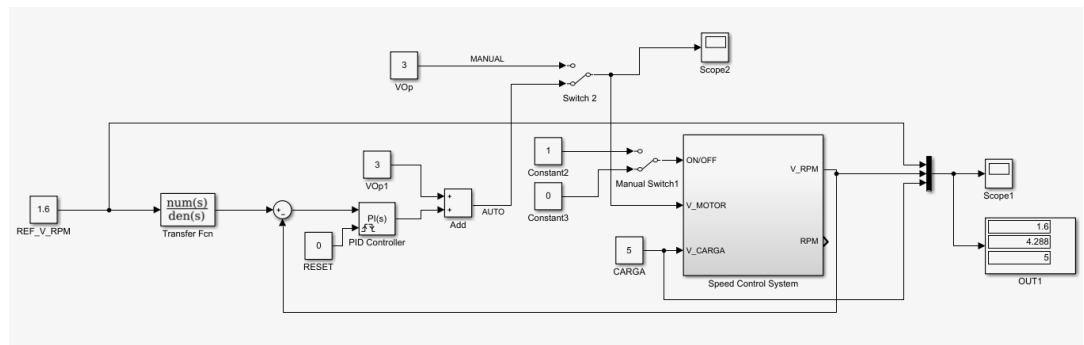 3
VOp
MANUAL
Switch 2
Scope2
1.6
REF_V_RPM
num(s)
den(s)
Transfer Fcn
+
-
0
RESET
3
VOp1
PI(s)
PID Controller
+
+
Add
AUTO
1
Constant2
0
Constant3
Manual Switch1
5
CARGA
ON/OFF
V_MOTOR
V_CARGA
V_RPM
RPM
Speed Control System
Scope1
1.6
4.288
5
OUT1